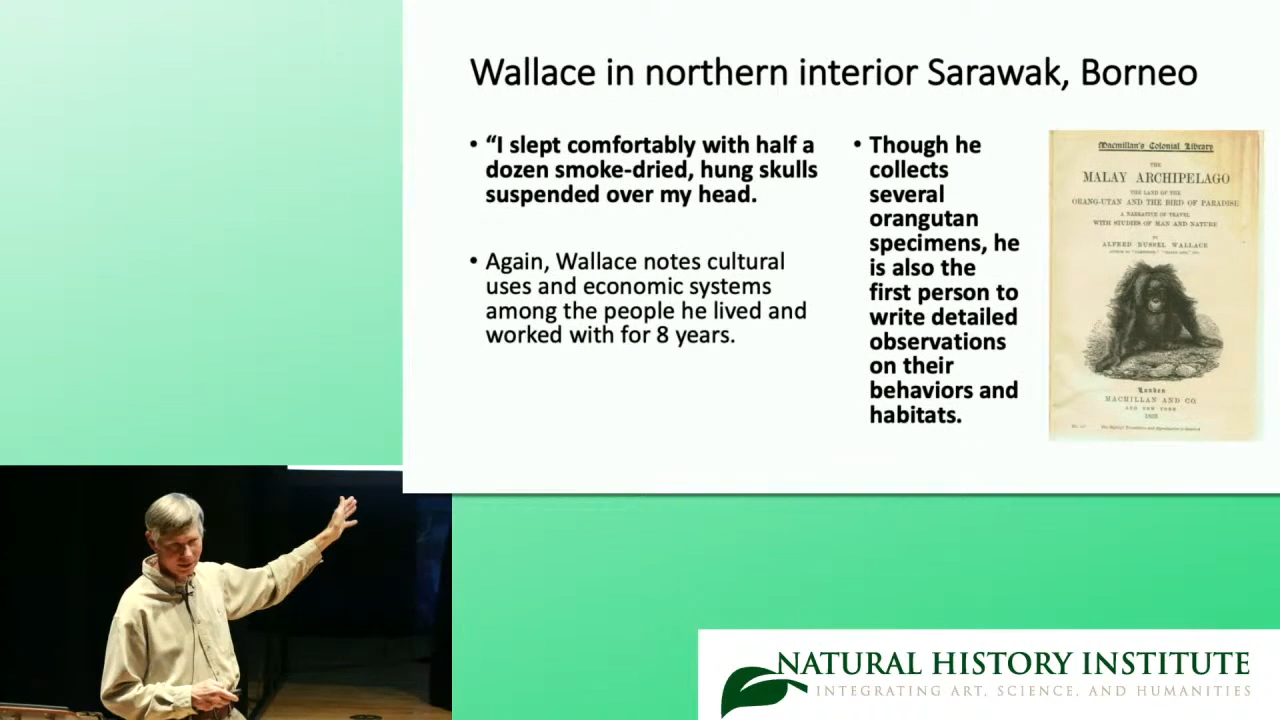 Wallace in northern interior Sarawak, Borneo
• “I slept comfortably with half a
dozen smoke-dried, hung skulls
suspended over my head.
• Again, Wallace notes cultural
uses and economic systems
among the people he lived and
worked with for 8 years.
• Though he
collects
several
orangutan
specimens, he
is also the
first person to
write detailed
observations
on their
behaviors and
habitats.
Macmillan's Colonial Library
THE
MALAY ARCHIPELAGO
THE LAND OF THE
ORANG-UTAN AND THE BIRD OF PARADISE
A NARRATIVE OF TRAVEL
WITH STUDIES OF MAN AND NATURE
BY
ALFRED RUSSEL WALLACE
London
MACMILLAN AND CO.
AND NEW YORK
NATURAL HISTORY INSTITUTE
INTEGRATING ART, SCIENCE, AND HUMANITIES